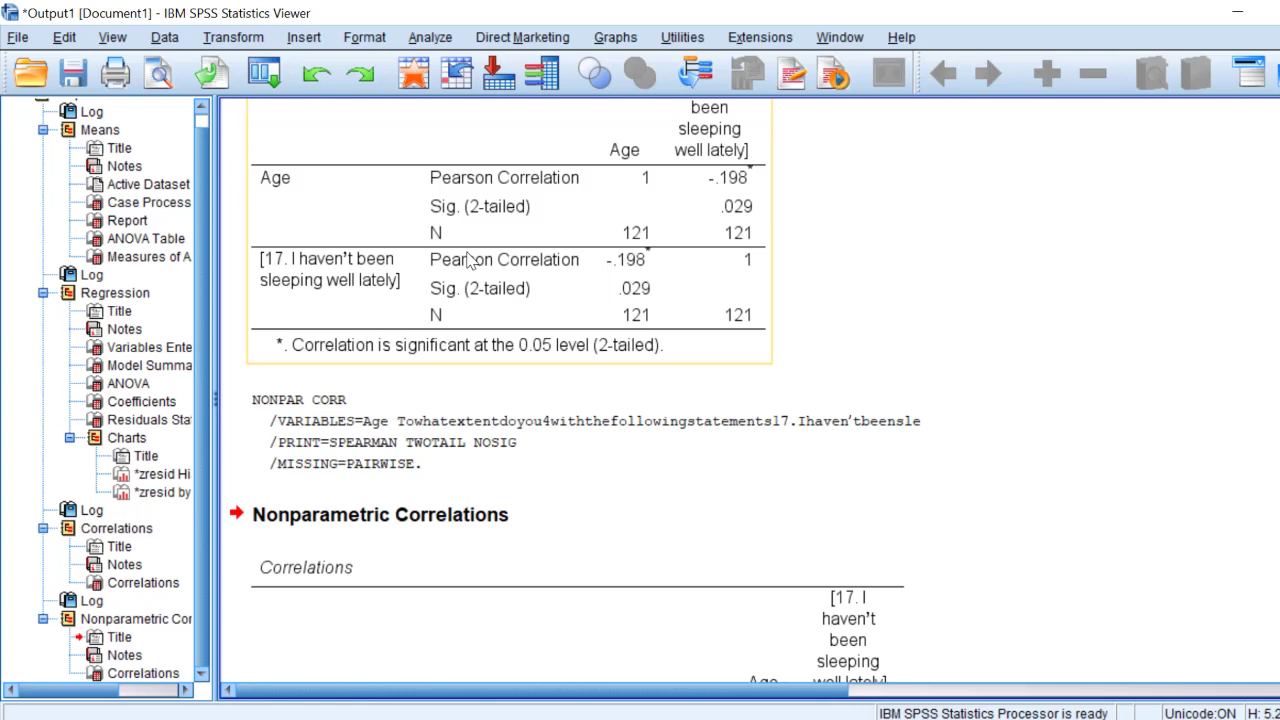 *Output1 [Document1] - IBM SPSS Statistics Viewer
File Edit View Data Transform Insert Format Analyze Direct Marketing Graphs Utilities Extensions Window Help
Log
Means
Title
Notes
Active Dataset
Case Process
Report
ANOVA Table
Measures of A
Log
Regression
Title
Notes
Variables Ente
Model Summa
ANOVA
Coefficients
Residuals Sta
Charts
Title
*zresid Hi
*zresid by
Log
Correlations
Title
Notes
Correlations
Log
Nonparametric Cor
Title
Notes
Correlations
been
sleeping
Age well lately]
Age Pearson Correlation 1 -.198*
Sig. (2-tailed) .029
N 121 121
[17. I haven't been Pearson Correlation -.198* 1
sleeping well lately] Sig. (2-tailed) .029
N 121 121
*. Correlation is significant at the 0.05 level (2-tailed).
NONPAR CORR
/VARIABLES=Age Towhatextentdoyou4withthefollowingstatements17.Ihaven'tbeensle
/PRINT=SPEARMAN TWOTAIL NOSIG
/MISSING=PAIRWISE.
Nonparametric Correlations
Correlations
[17. I
haven't
been
sleeping
Age well lately]
IBM SPSS Statistics Processor is ready Unicode:ON H: 5,2